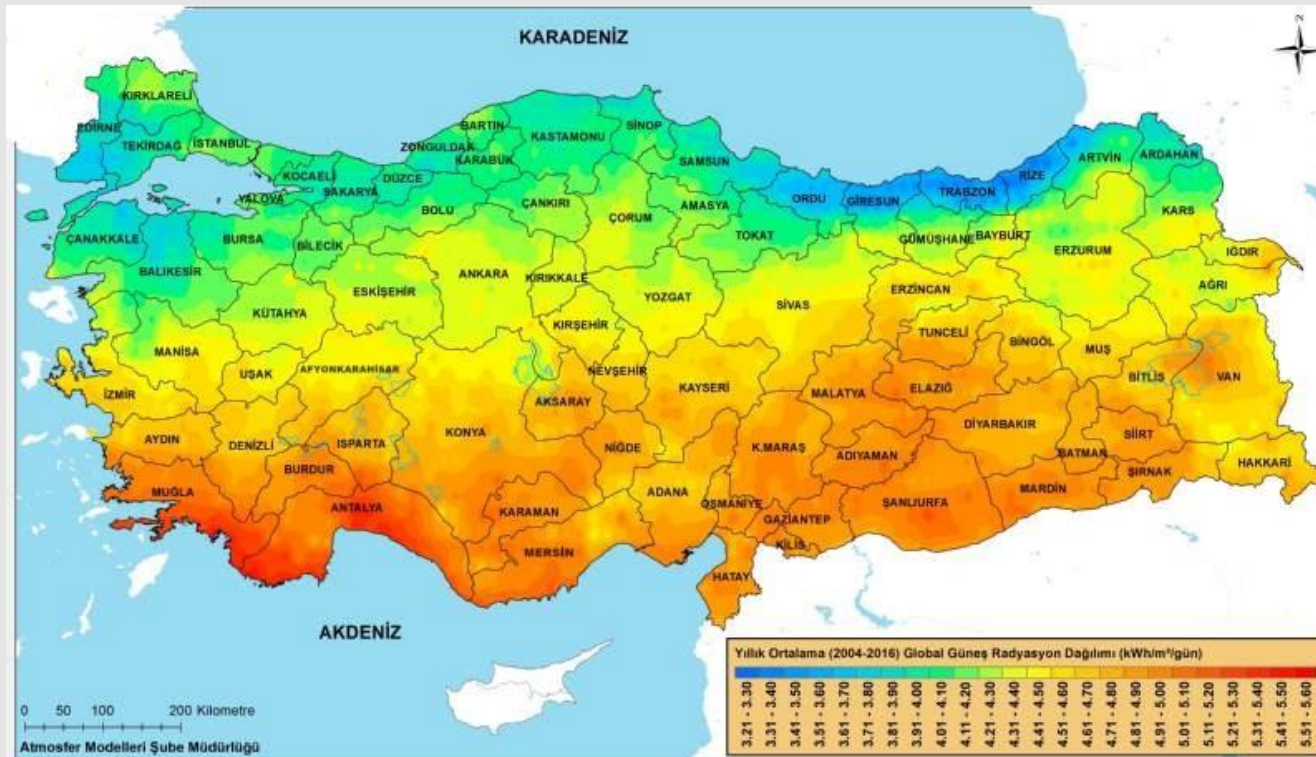 KARADENİZ
2
KIRKLARELİ
EDİRNE
TEKİRDAĞ
İSTANBUL
BARTIN
KASTAMONU
SİNOP
ZONGULDAK
KARABÜK
SAMSUN
ARTVİN
ARDAHAN
KOCAELİ
SAKARYA
DÜZCE
YALOVA
BOLU
ÇANKIRI
ÇORUM
AMASYA
ORDU
GİRESUN
TRABZON
RİZE
KARS
ÇANAKKALE
BURSA
BİLECİK
TOKAT
GÜMÜŞHANE
BAYBURT
ERZURUM
IĞDIR
BALIKESİR
ESKİŞEHİR
ANKARA
KIRIKKALE
YOZGAT
SİVAS
ERZİNCAN
AĞRI
KÜTAHYA
KIRŞEHİR
TUNCELİ
BİNGÖL
MUŞ
MANİSA
UŞAK
AFYONKARAHİSAR
NEVŞEHİR
KAYSERİ
MALATYA
ELAZIĞ
BİTLİS
VAN
İZMİR
AKSARAY
AYDIN
DENİZLİ
ISPARTA
KONYA
NİĞDE
K.MARAŞ
ADIYAMAN
DİYARBAKIR
BATMAN
SİİRT
ŞIRNAK
HAKKARİ
BURDUR
MUĞLA
ANTALYA
KARAMAN
ADANA
OSMANİYE
GAZİANTEP
ŞANLIURFA
MARDİN
KİLİS
MERSİN
HATAY
AKDENİZ
Yıllık Ortalama (2004-2016) Global Güneş Radyasyon Dağılımı (kWh/m²/gün)
3.21 - 3.30
3.31 - 3.40
3.41 - 3.50
3.51 - 3.60
3.61 - 3.70
3.71 - 3.80
3.81 - 3.90
3.91 - 4.00
4.01 - 4.10
4.11 - 4.20
4.21 - 4.30
4.31 - 4.40
4.41 - 4.50
4.51 - 4.60
4.61 - 4.70
4.71 - 4.80
4.81 - 4.90
4.91 - 5.00
5.01 - 5.10
5.11 - 5.20
5.21 - 5.30
5.31 - 5.40
5.41 - 5.50
5.51 - 5.60
0 50 100 200 Kilometre
Atmosfer Modelleri Şube Müdürlüğü